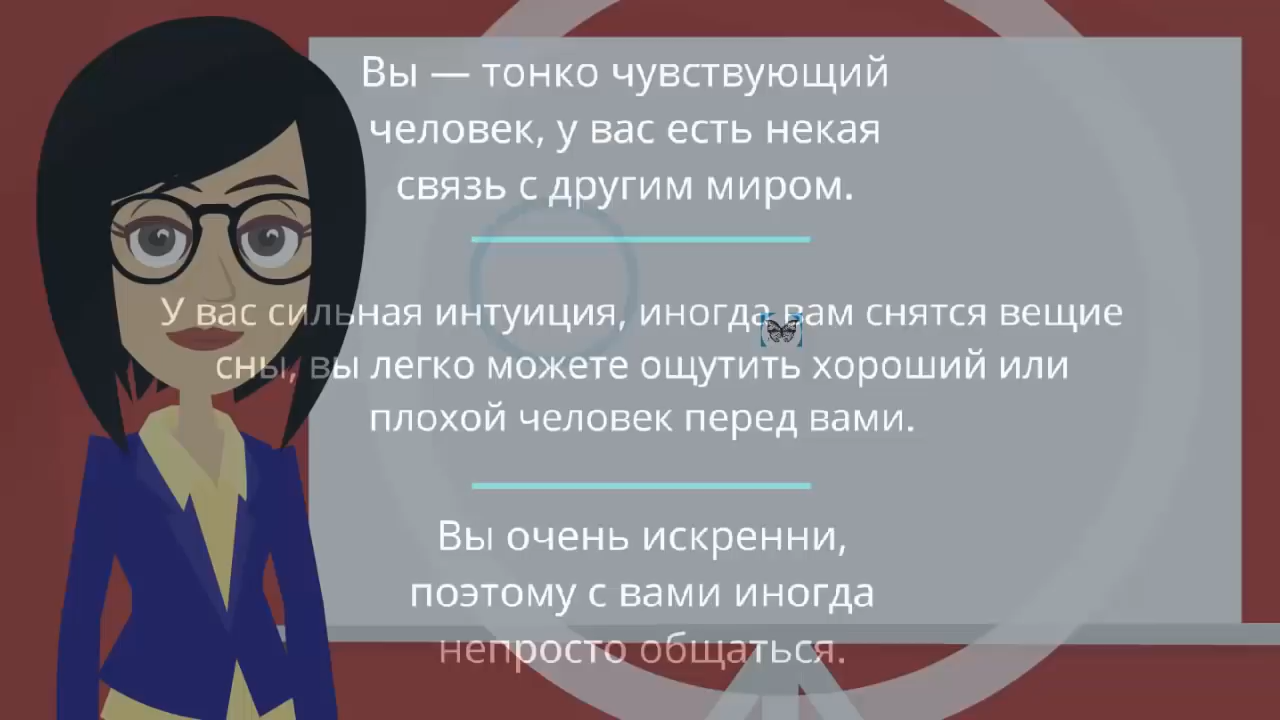 Вы — тонко чувствующий
человек, у вас есть некая
связь с другим миром.
У вас сильная интуиция, иногда вам снятся вещие
сны, вы легко можете ощутить хороший или
плохой человек перед вами.
Вы очень искренни,
поэтому с вами иногда
непросто общаться.